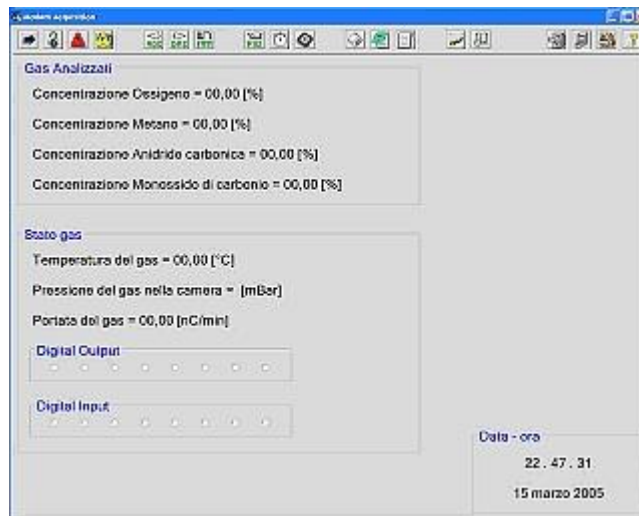 System Acquisition
Gas Analizzati
Concentrazione Ossigeno = 00,00 [%]
Concentrazione Metano = 00,00 [%]
Concentrazione Anidride carbonica = 00,00 [%]
Concentrazione Monossido di carbonio = 00,00 [%]
Stato gas
Temperatura del gas = 00,00 [°C]
Pressione del gas nella camera = [mBar]
Portata del gas = 00,00 [nC/min]
Digital Output
Digital Input
Data - ora
22 . 47 . 31
15 marzo 2005